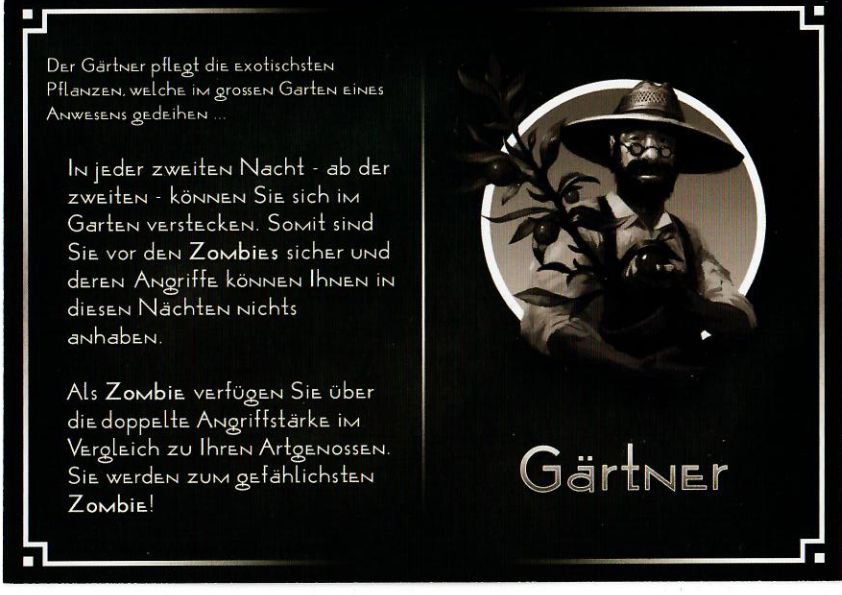 Der Gärtner pflegt die exotischsten
Pflanzen, welche im grossen Garten eines
Anwesens gedeihen ...
In jeder zweiten Nacht - ab der
zweiten - können Sie sich im
Garten verstecken. Somit sind
Sie vor den Zombies sicher und
deren Angriffe können Ihnen in
diesen Nächten nichts
anhaben.
Als Zombie verfügen Sie über
die doppelte Angriffstärke im
Vergleich zu Ihren Artgenossen.
Sie werden zum gefählichsten
Zombie!
Gärtner